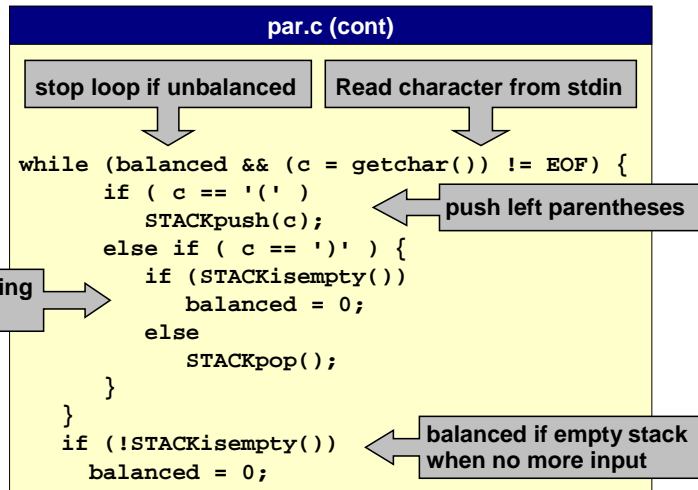 par.c (cont)
stop loop if unbalanced
Read character from stdin
while (balanced && (c = getchar()) != EOF) {
if ( c == '(' )
STACKpush(c);
push left parentheses
else if ( c == ')' ) {
if (STACKisempty())
balanced = 0;
else
STACKpop();
}
}
if (!STACKisempty())
balanced = 0;
balanced if empty stack
when no more input